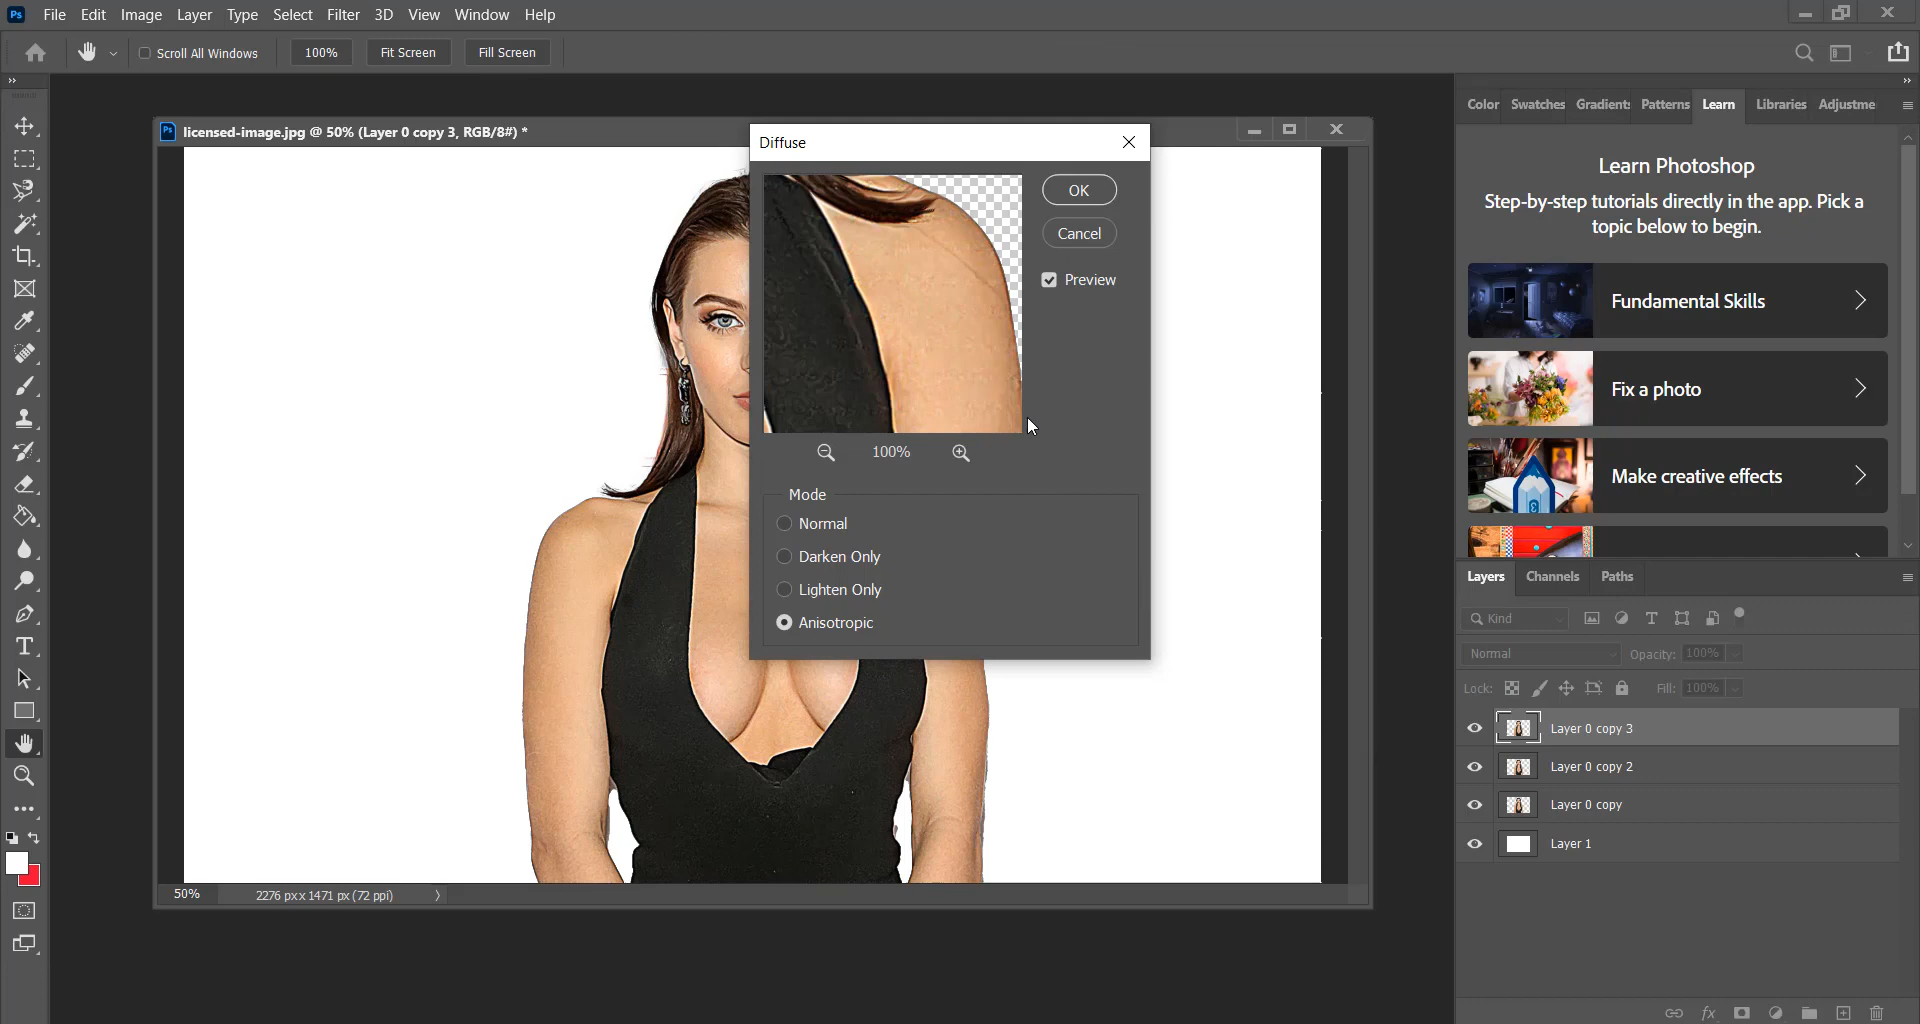 Ps File Edit Image Layer Type Select Filter 3D View Window Help
Scroll All Windows 100% Fit Screen Fill Screen
Color Swatches Gradient Patterns Learn Libraries Adjustme
Ps licensed-image.jpg @ 50% (Layer 0 copy 3, RGB/8#) *
Diffuse
OK
Cancel
Preview
100%
Mode
Normal
Darken Only
Lighten Only
Anisotropic
50% 2276 px x 1471 px (72 ppi)
Learn Photoshop
Step-by-step tutorials directly in the app. Pick a
topic below to begin.
Fundamental Skills
Fix a photo
Make creative effects
Layers Channels Paths
Kind
Normal Opacity: 100%
Lock: Fill: 100%
Layer 0 copy 3
Layer 0 copy 2
Layer 0 copy
Layer 1